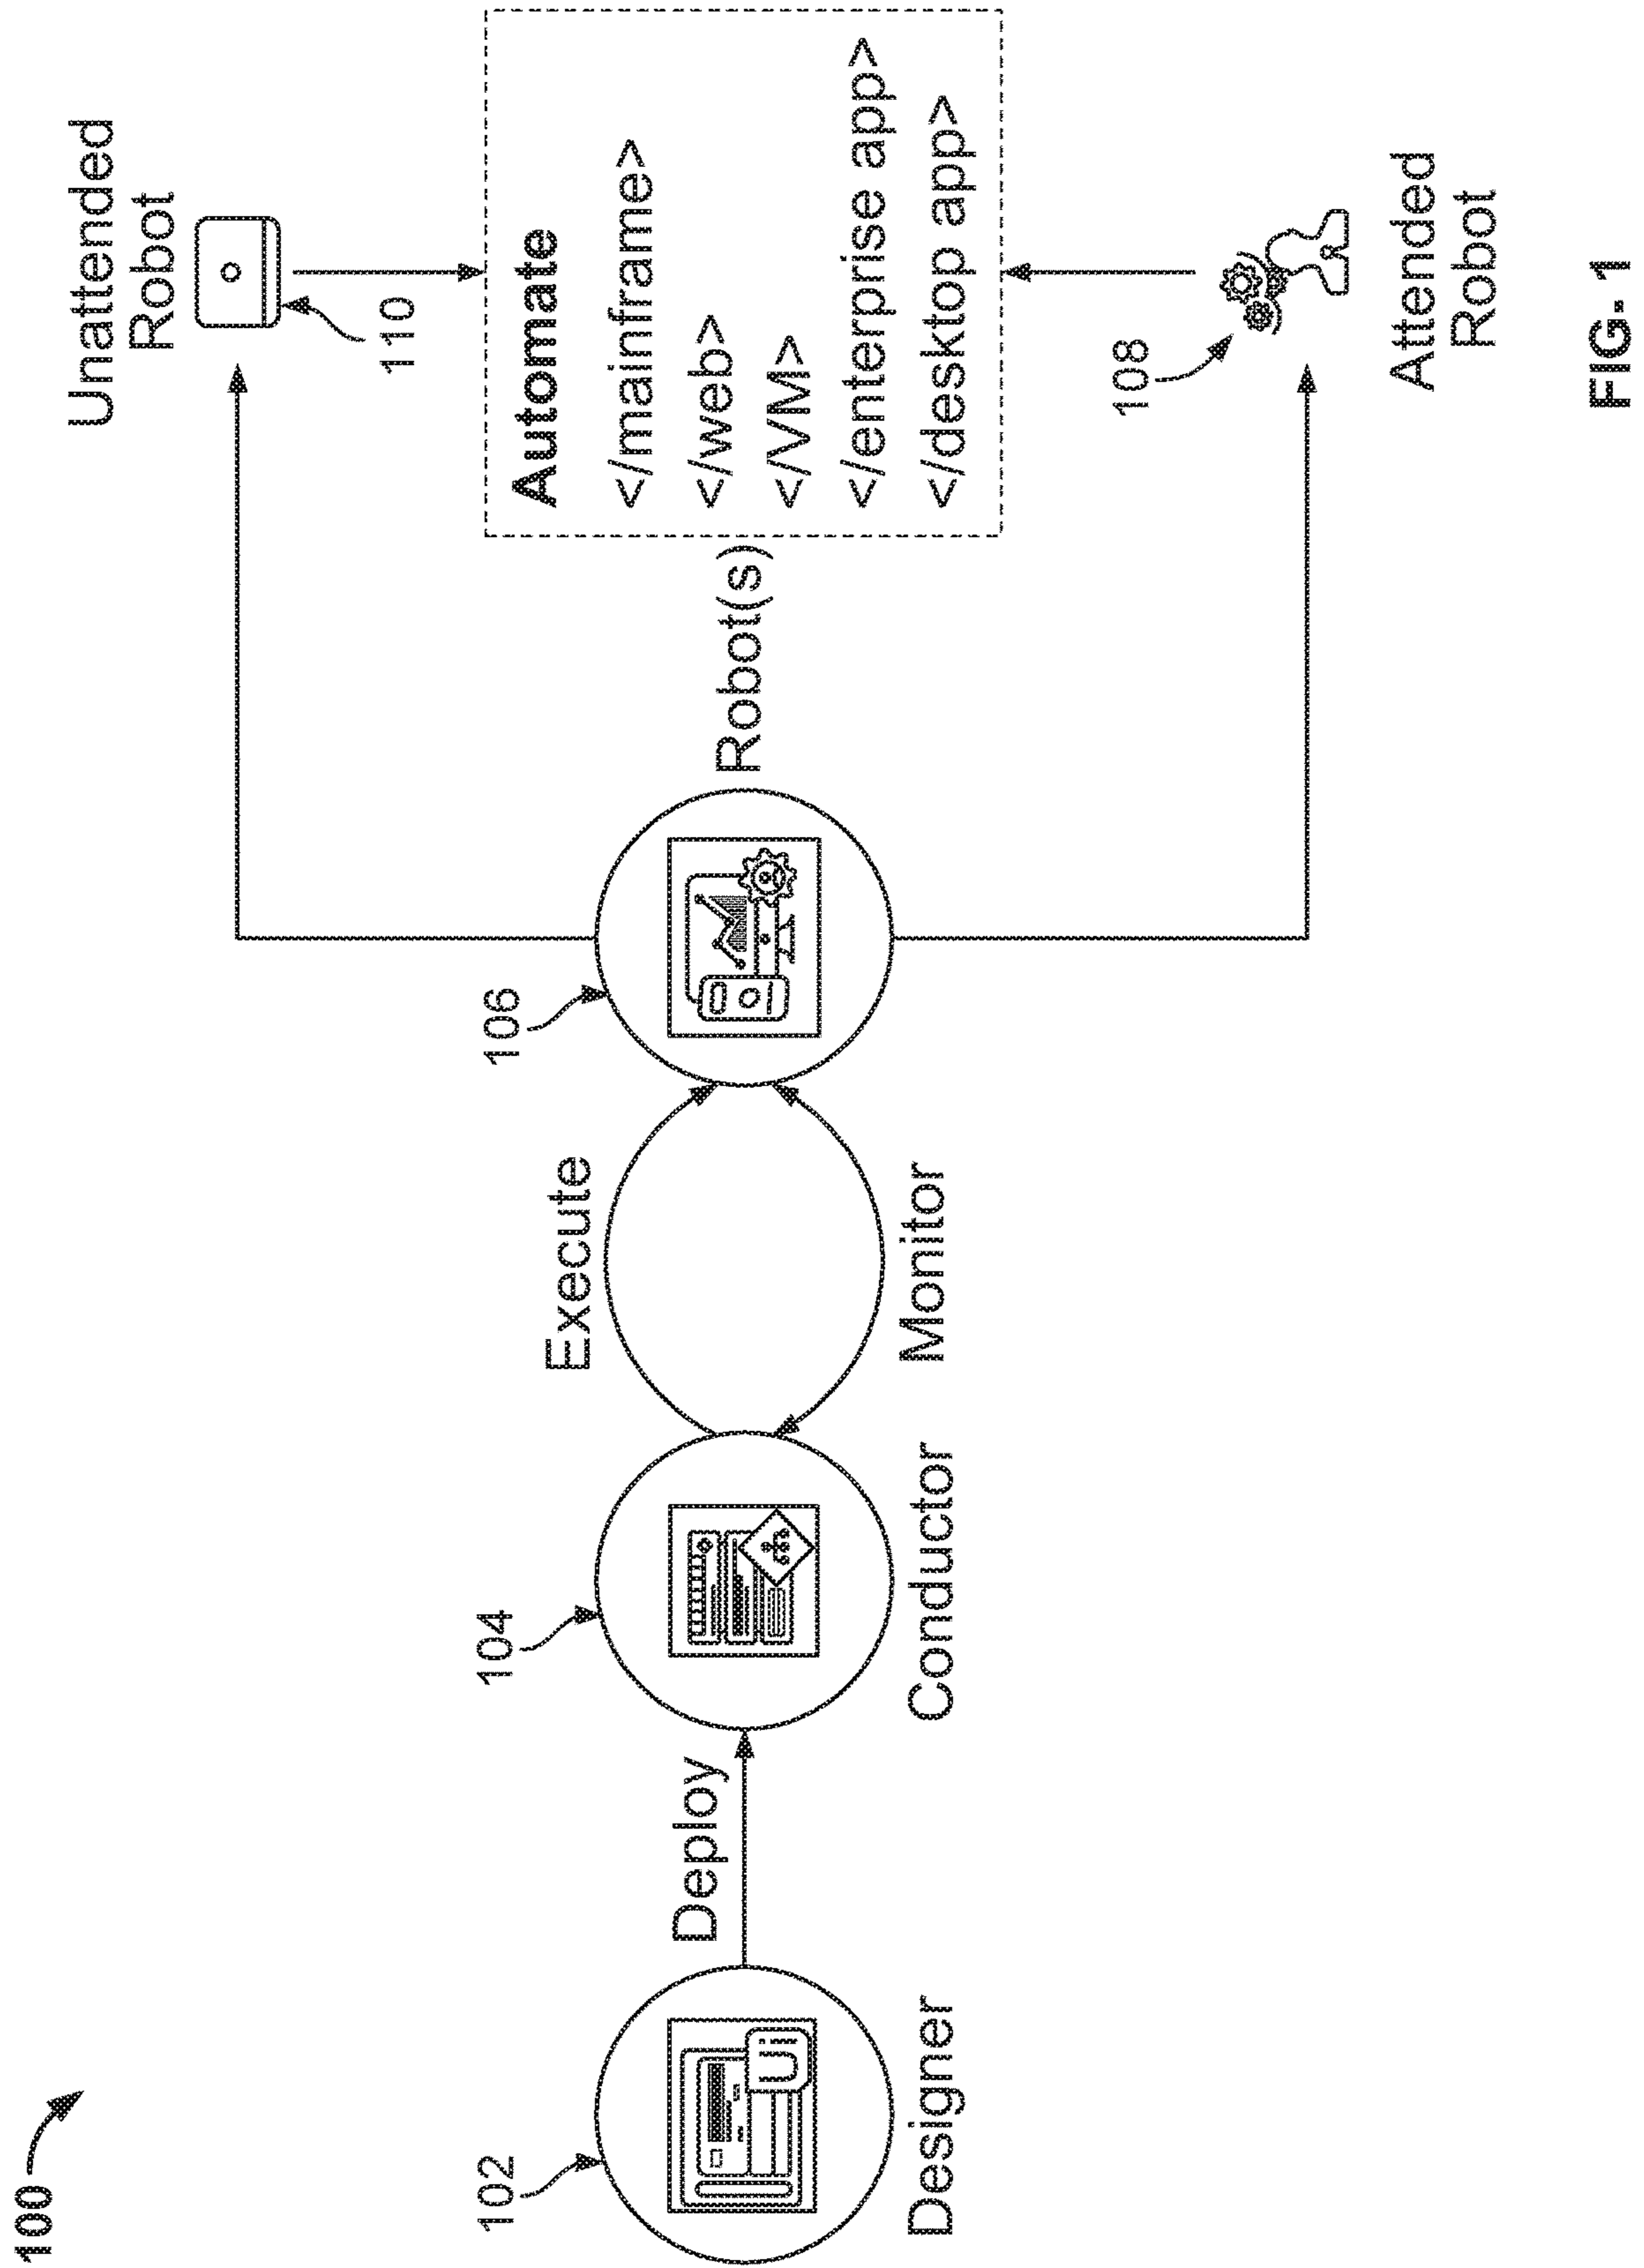 100
102
Designer
Deploy
104
Conductor
Execute
Monitor
106
Robot(s)
Unattended
Robot
110
Automate
</mainframe>
</web>
</VM>
</enterprise app>
</desktop app>
108
Attended
Robot
Ui
FIG. 1